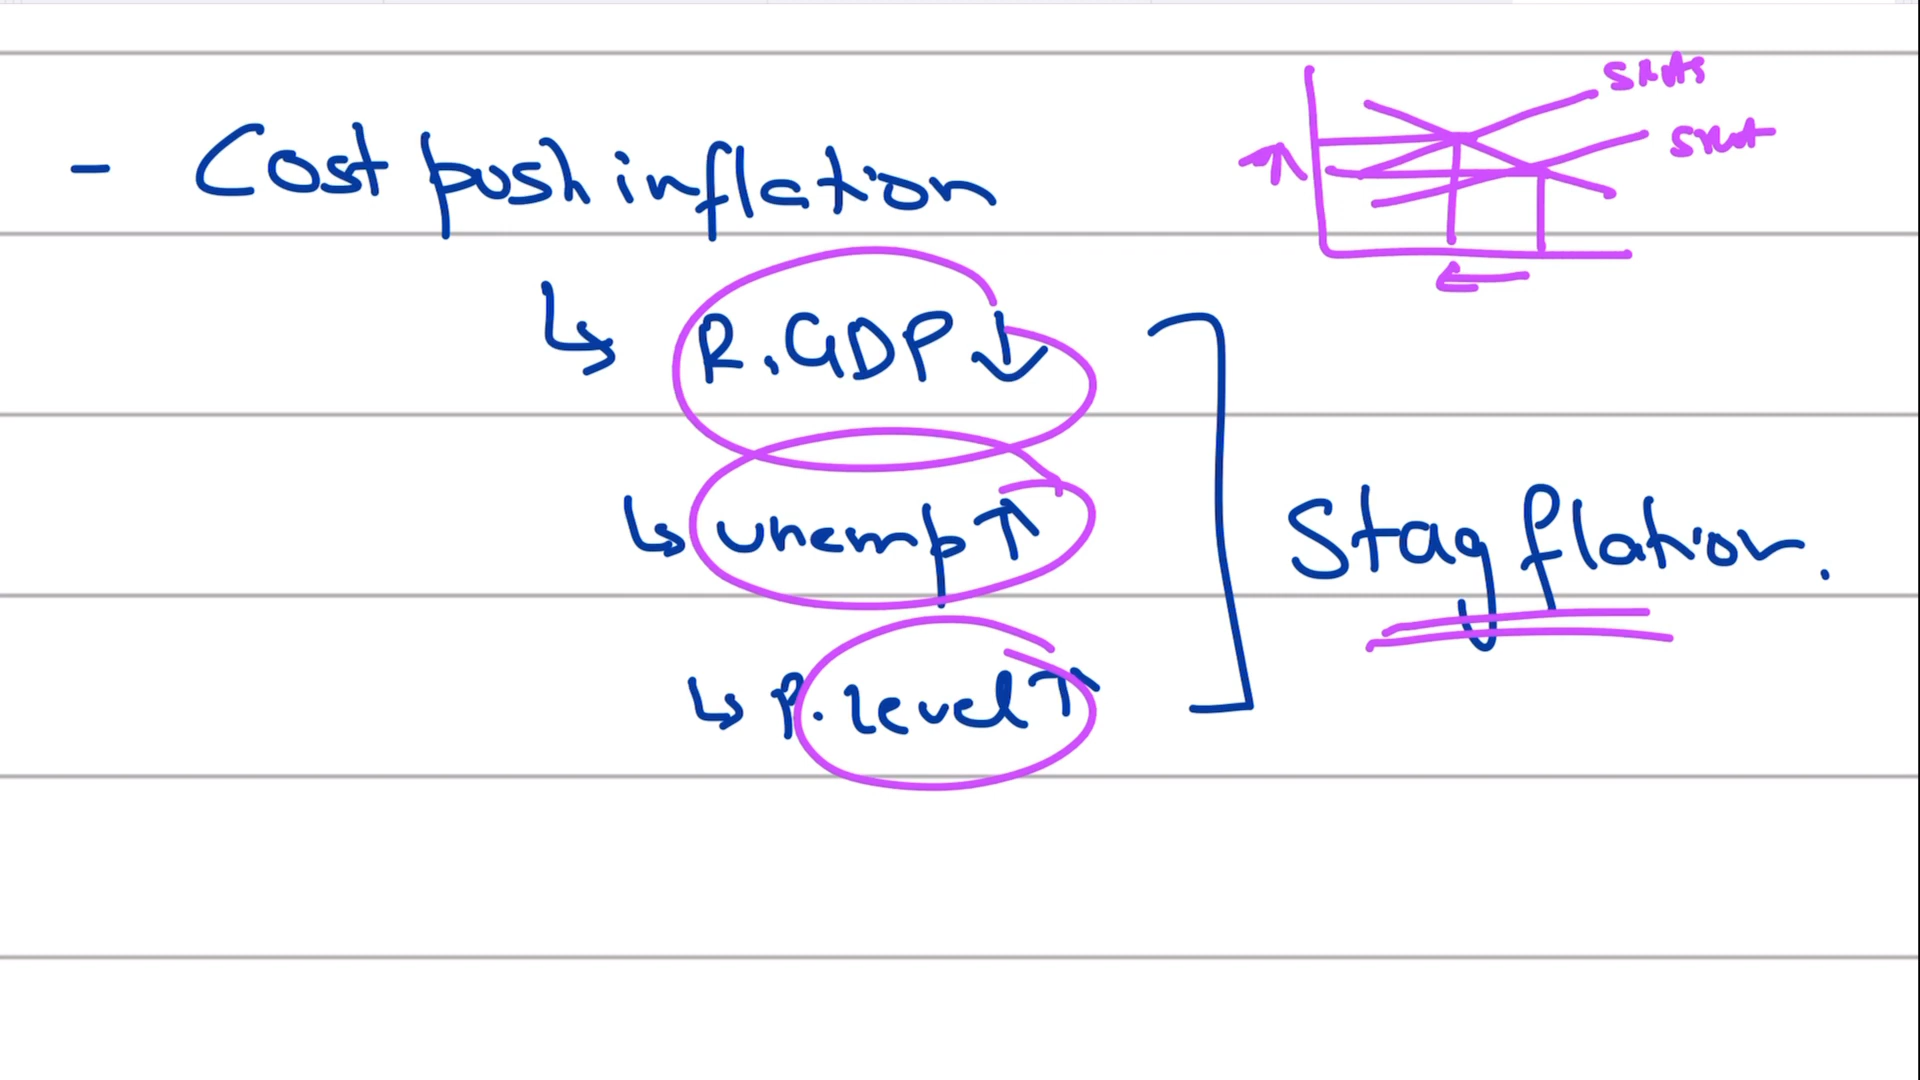 - Cost push inflation
↳ R.GDP ↓
↳ unemp ↑
↳ P. level ↑
Stagflation.
SRAS